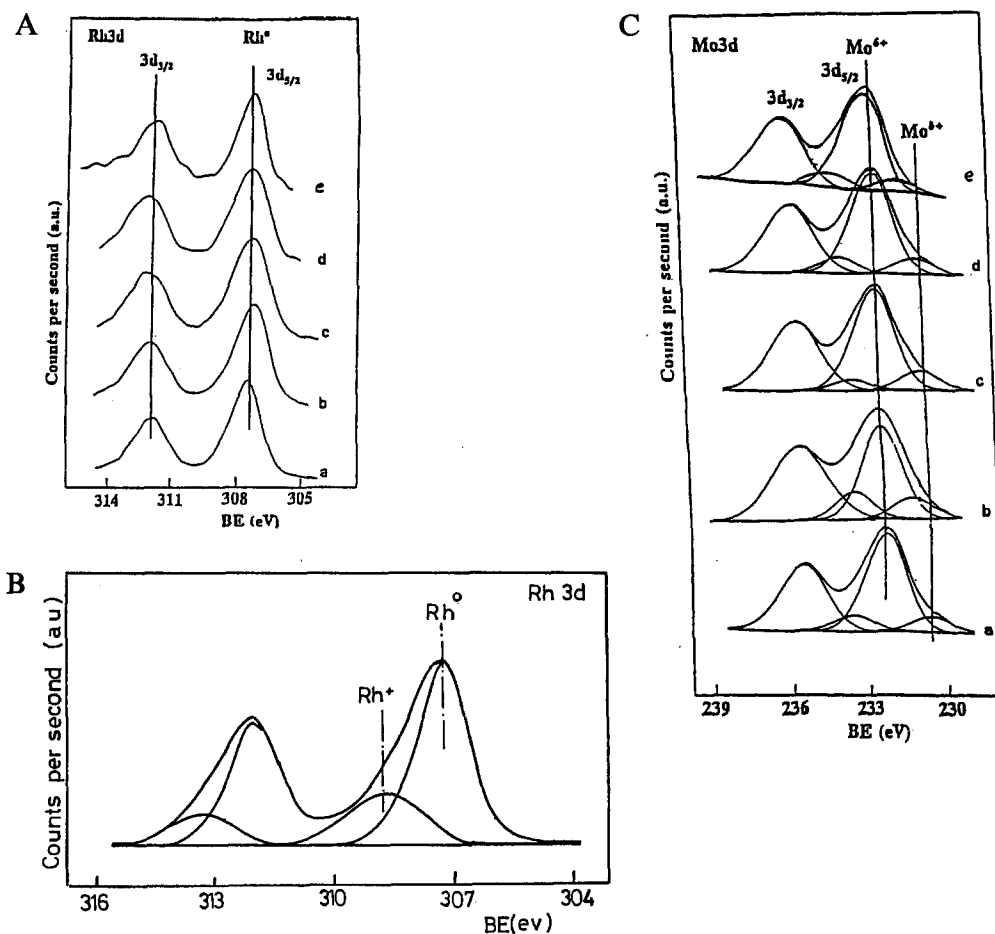 A
Rh3d
Rh°
3d3/2
3d5/2
e
d
c
b
a
Counts per second (a.u.)
314 311 308 305
BE (eV)
B
Rh 3d
Rh°
Rh+
Counts per second (a u)
316 313 310 307 304
BE(ev)
C
Mo3d
Mo6+
3d5/2
3d3/2
Moδ+
e
d
c
b
a
Counts per second (a.u.)
239 236 233 230
BE (eV)